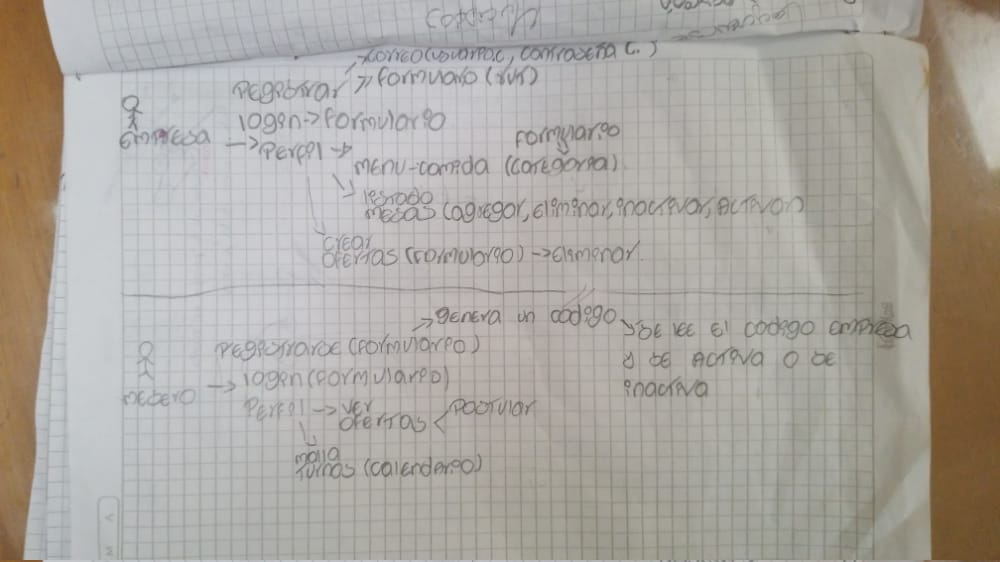 correo (usuario, contraseña C.)
registrar → formulario (rut)
login → formulario
Empresa → Perfil → formulario
menu-comida (categoria)
listado
mesas (agregar, eliminar, inactivar, activar)
crear
ofertas (formulario) → eliminar
→ genera un código → se lee el codigo empresa
registrarse (formulario) y se activa o se
mesero → login (formulario) inactiva
Perfil → ver
ofertas < postular
malla
turnos (calendario)